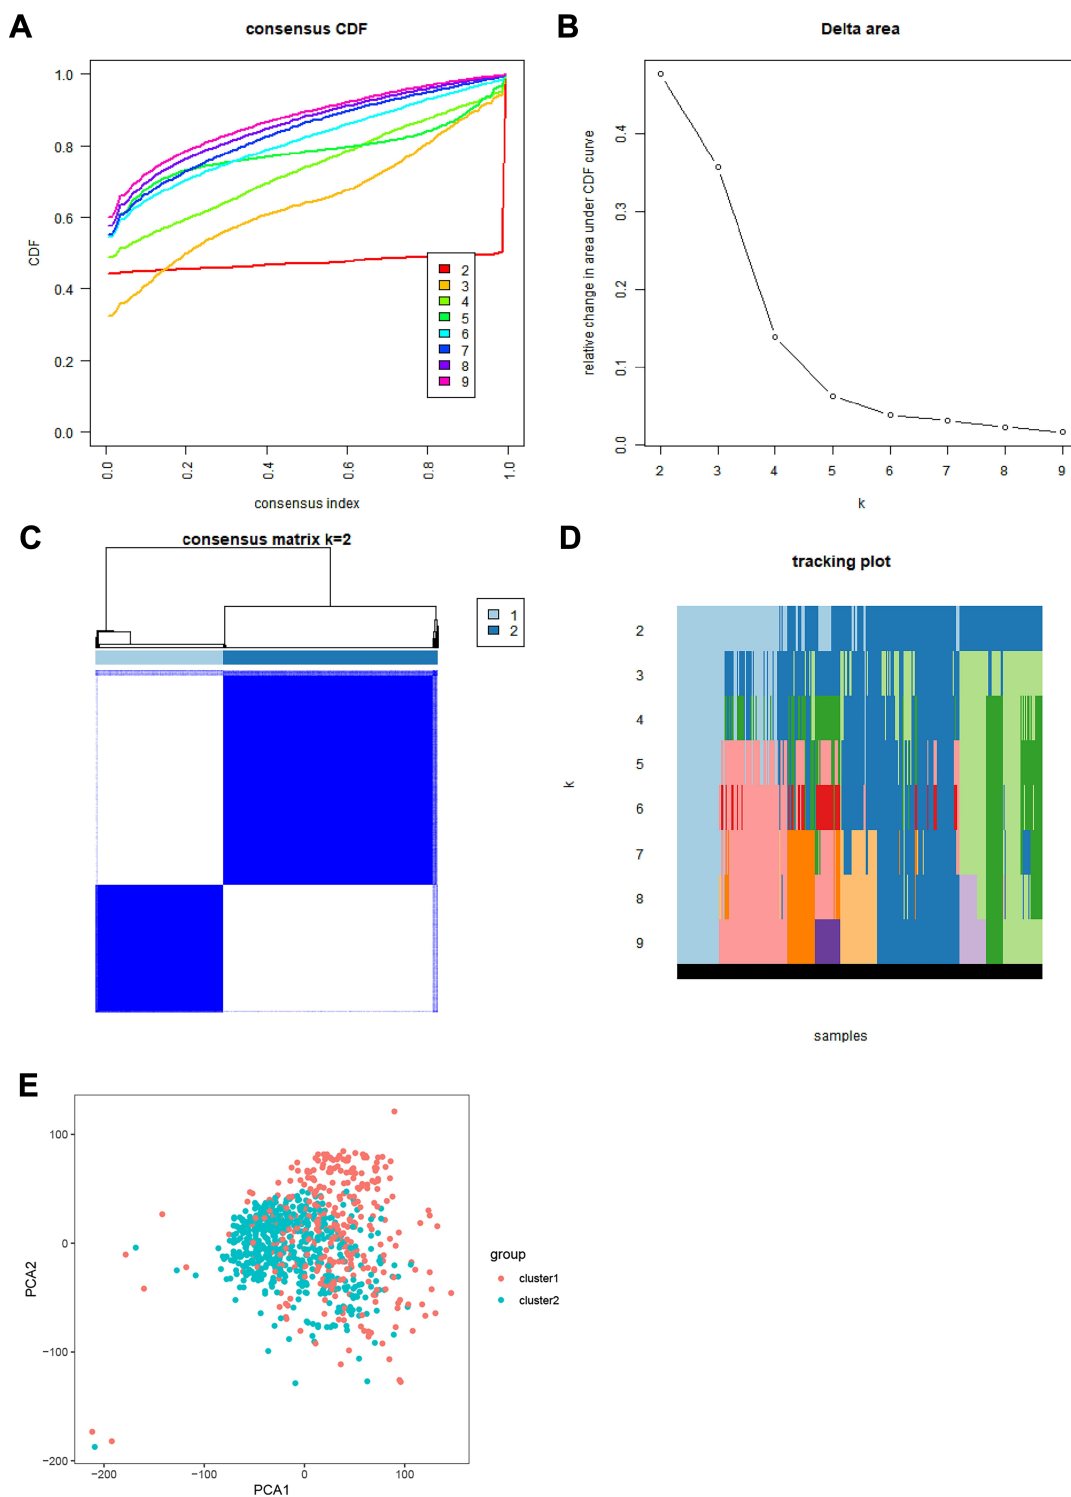 A
consensus CDF
CDF
1.0
0.8
0.6
0.4
0.2
0.0
2
3
4
5
6
7
8
9
0.0 0.2 0.4 0.6 0.8 1.0
consensus index
B
Delta area
relative change in area under CDF curve
0.4
0.3
0.2
0.1
0.0
2 3 4 5 6 7 8 9
k
C
consensus matrix k=2
1
2
D
tracking plot
k
2
3
4
5
6
7
8
9
samples
E
PCA2
100
0
−100
−200
−200 −100 0 100
PCA1
group
cluster1
cluster2